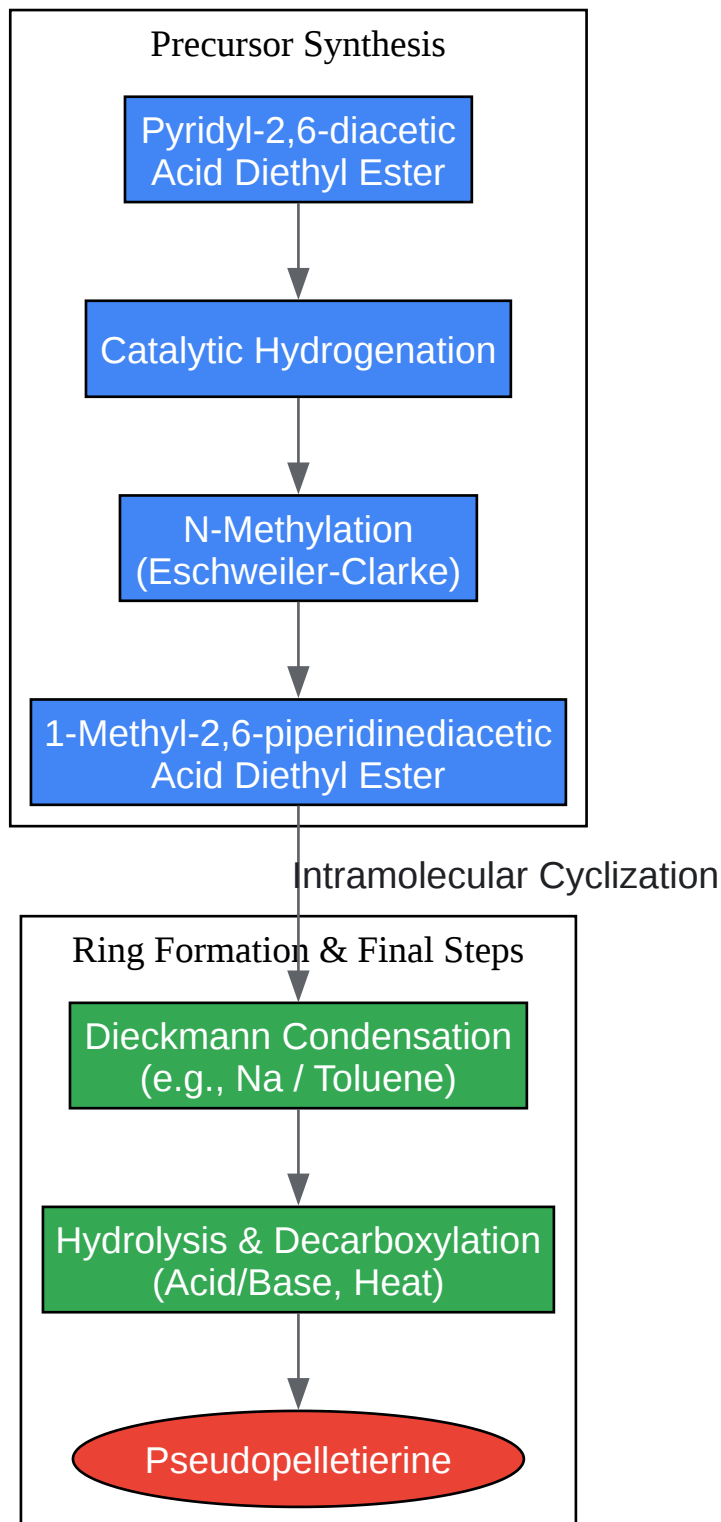 Precursor Synthesis
Pyridyl-2,6-diacetic
Acid Diethyl Ester
Catalytic Hydrogenation
N-Methylation
(Eschweiler-Clarke)
1-Methyl-2,6-piperidinediacetic
Acid Diethyl Ester
Intramolecular Cyclization
Ring Formation & Final Steps
Dieckmann Condensation
(e.g., Na / Toluene)
Hydrolysis & Decarboxylation
(Acid/Base, Heat)
Pseudopelletierine